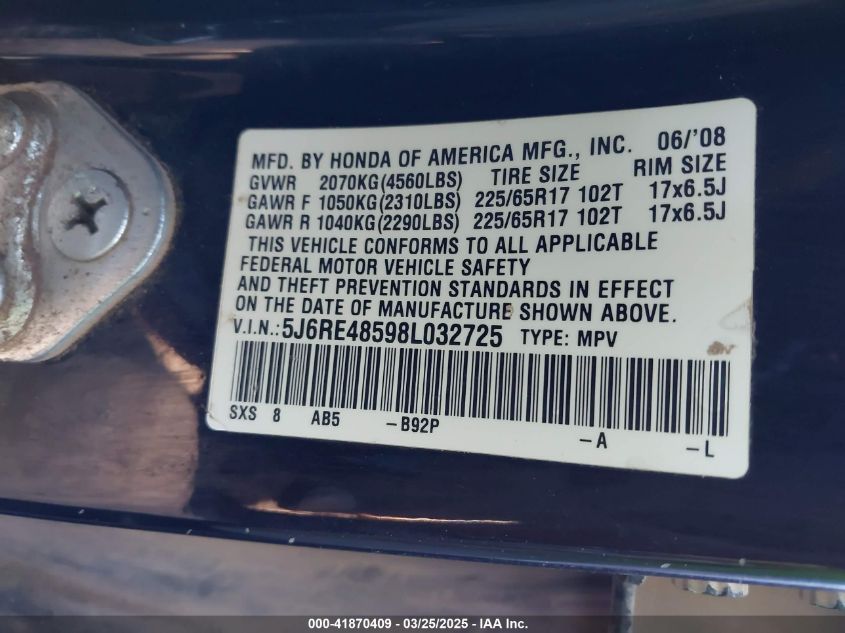 MFD. BY HONDA OF AMERICA MFG., INC. 06/'08
GVWR 2070KG(4560LBS) TIRE SIZE RIM SIZE
GAWR F 1050KG(2310LBS) 225/65R17 102T 17x6.5J
GAWR R 1040KG(2290LBS) 225/65R17 102T 17x6.5J
THIS VEHICLE CONFORMS TO ALL APPLICABLE
FEDERAL MOTOR VEHICLE SAFETY
AND THEFT PREVENTION STANDARDS IN EFFECT
ON THE DATE OF MANUFACTURE SHOWN ABOVE.
V.I.N.:5J6RE48598L032725 TYPE: MPV
SXS 8 AB5 -B92P -A -L
000-41870409 - 03/25/2025 - IAA Inc.